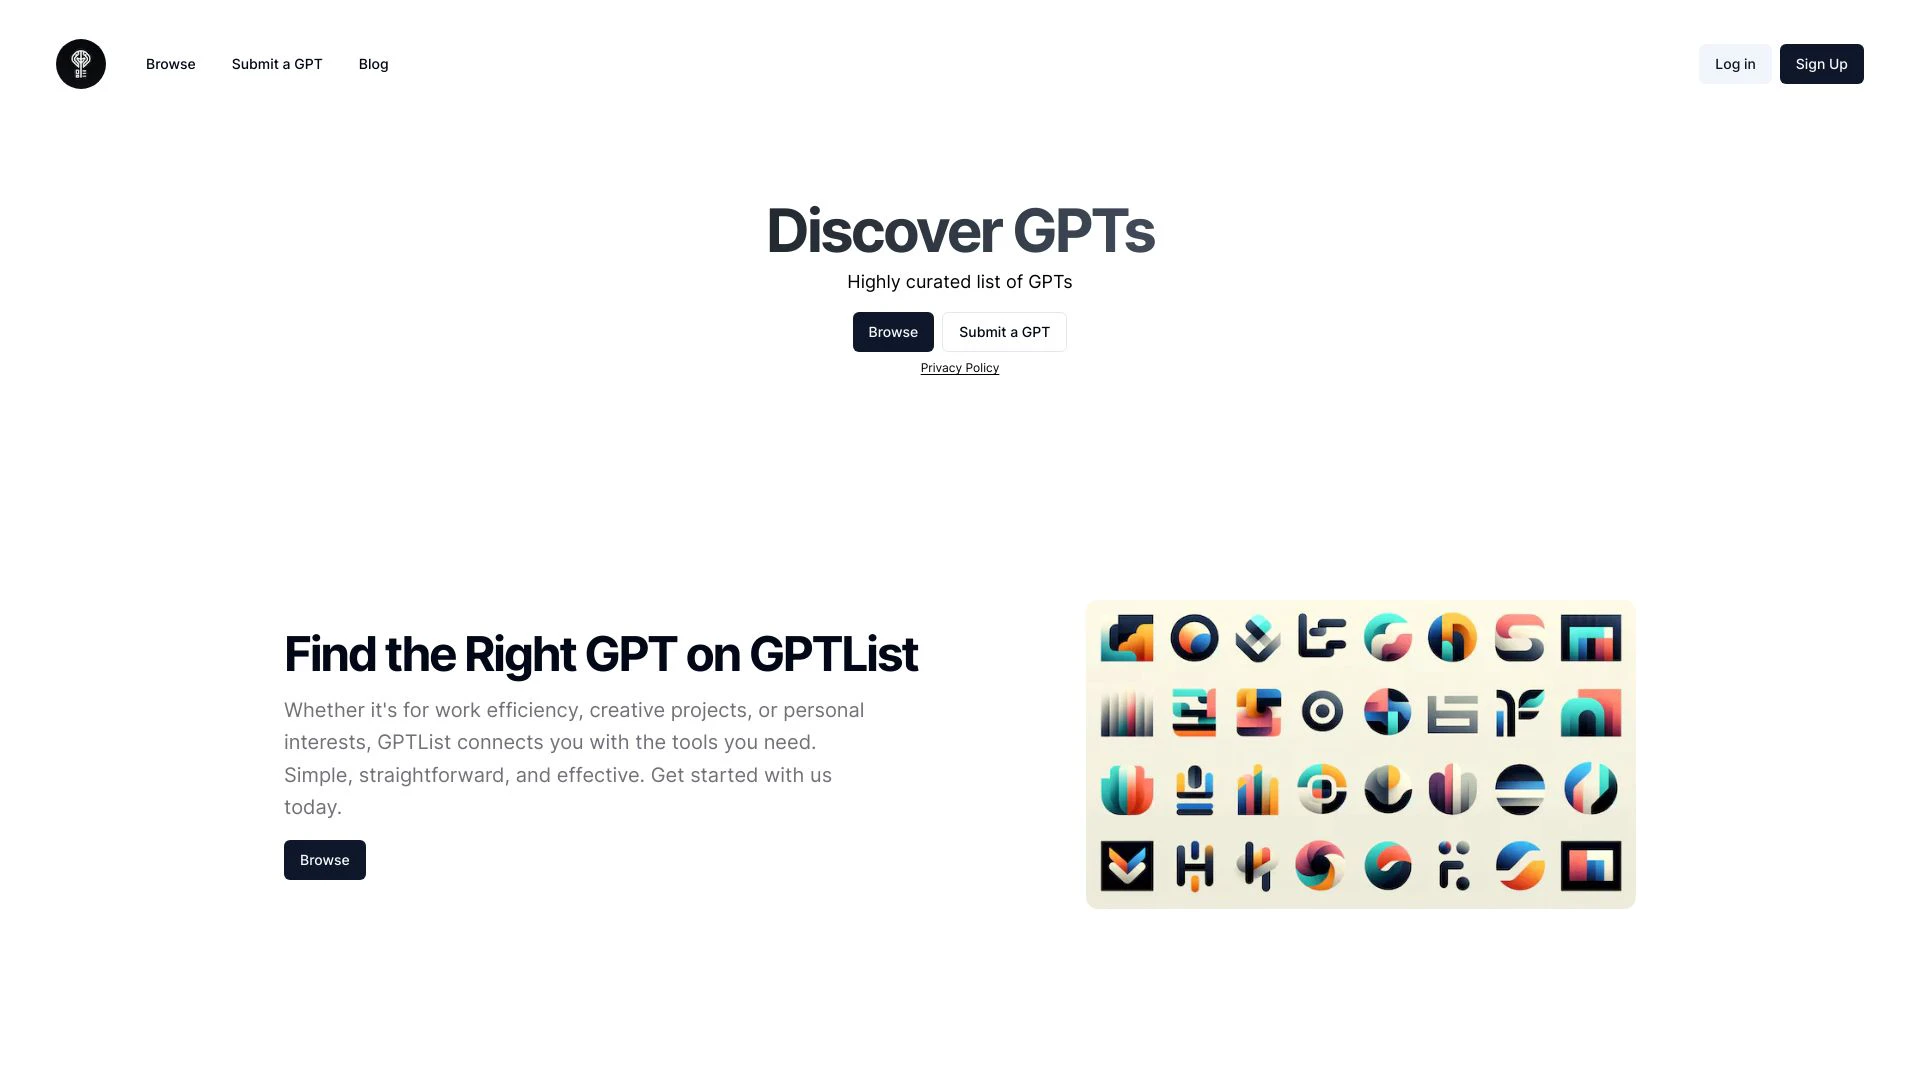 Browse
Submit a GPT
Blog
Log in
Sign Up
Discover GPTs
Highly curated list of GPTs
Browse
Submit a GPT
Privacy Policy
Find the Right GPT on GPTList
Whether it's for work efficiency, creative projects, or personal
interests, GPTList connects you with the tools you need.
Simple, straightforward, and effective. Get started with us
today.
Browse